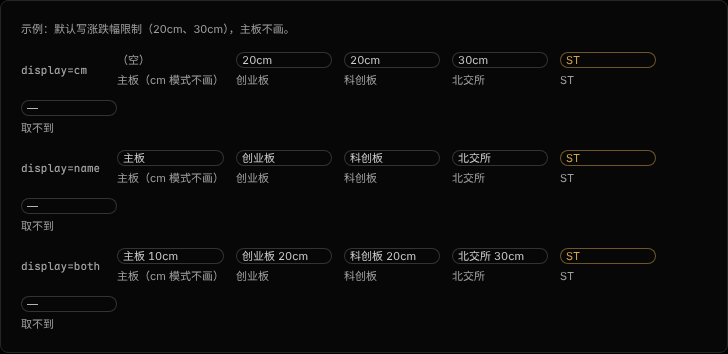 示例：默认写涨跌幅限制（20cm、30cm），主板不画。
display=cm （空） 20cm 20cm 30cm ST
主板（cm 模式不画） 创业板 科创板 北交所 ST
—
取不到
display=name 主板 创业板 科创板 北交所 ST
主板（cm 模式不画） 创业板 科创板 北交所 ST
—
取不到
display=both 主板 10cm 创业板 20cm 科创板 20cm 北交所 30cm ST
主板（cm 模式不画） 创业板 科创板 北交所 ST
—
取不到